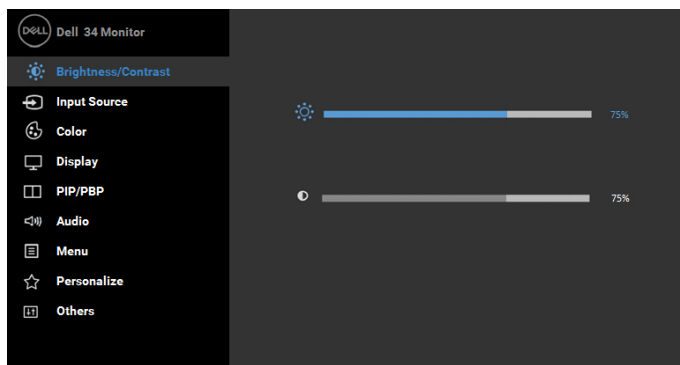 DELL Dell 34 Monitor
Brightness/Contrast
Input Source
75%
Color
Display
PIP/PBP
75%
Audio
Menu
Personalize
Others